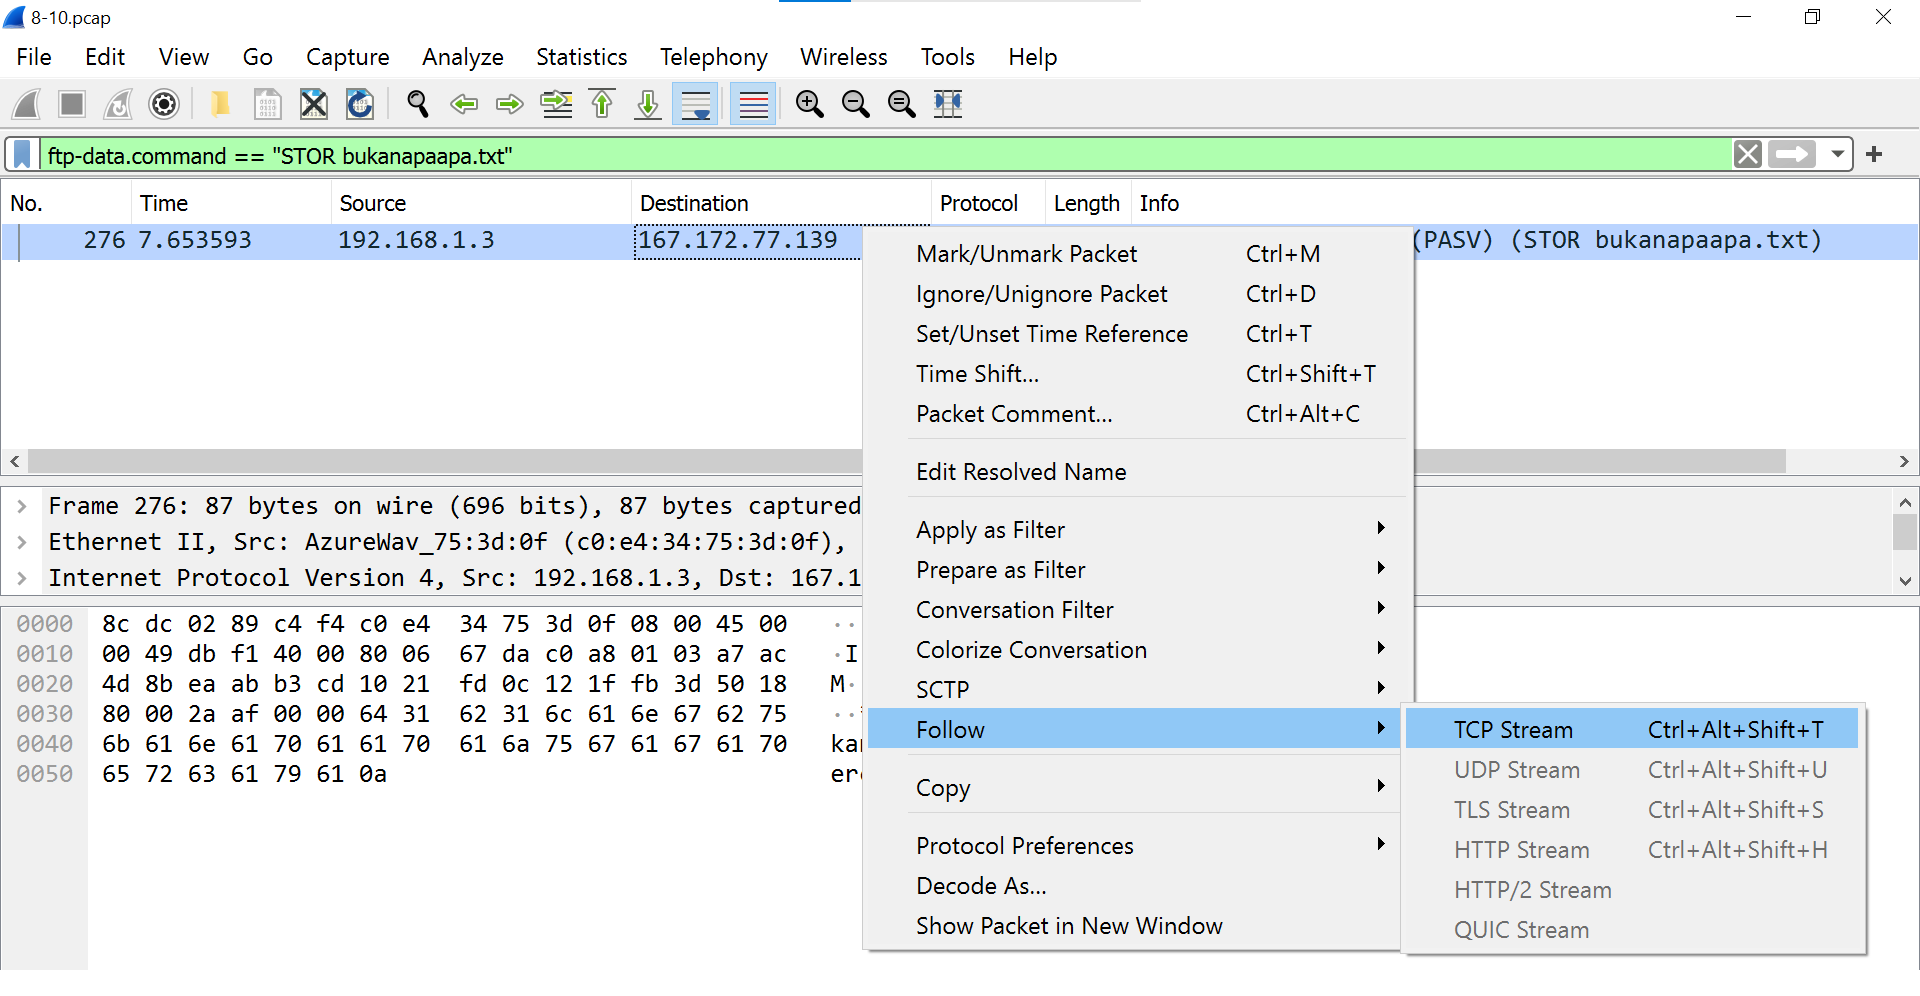 8-10.pcap
File Edit View Go Capture Analyze Statistics Telephony Wireless Tools Help
ftp-data.command == "STOR bukanapaapa.txt"
No. Time Source Destination Protocol Length Info
276 7.653593 192.168.1.3 167.172.77.139 (PASV) (STOR bukanapaapa.txt)
Mark/Unmark Packet Ctrl+M
Ignore/Unignore Packet Ctrl+D
Set/Unset Time Reference Ctrl+T
Time Shift... Ctrl+Shift+T
Packet Comment... Ctrl+Alt+C
Edit Resolved Name
Apply as Filter
Prepare as Filter
Conversation Filter
Colorize Conversation
SCTP
Follow
Copy
Protocol Preferences
Decode As...
Show Packet in New Window
TCP Stream Ctrl+Alt+Shift+T
UDP Stream Ctrl+Alt+Shift+U
TLS Stream Ctrl+Alt+Shift+S
HTTP Stream Ctrl+Alt+Shift+H
HTTP/2 Stream
QUIC Stream
Frame 276: 87 bytes on wire (696 bits), 87 bytes captured
Ethernet II, Src: AzureWav_75:3d:0f (c0:e4:34:75:3d:0f),
Internet Protocol Version 4, Src: 192.168.1.3, Dst: 167.1
0000 8c dc 02 89 c4 f4 c0 e4 34 75 3d 0f 08 00 45 00 ··
0010 00 49 db f1 40 00 80 06 67 da c0 a8 01 03 a7 ac ·I
0020 4d 8b ea ab b3 cd 10 21 fd 0c 12 1f fb 3d 50 18 M·
0030 80 00 2a af 00 00 64 31 62 31 6c 61 6e 67 62 75 ··
0040 6b 61 6e 61 70 61 61 70 61 6a 75 67 61 67 61 70 ka
0050 65 72 63 61 79 61 0a er